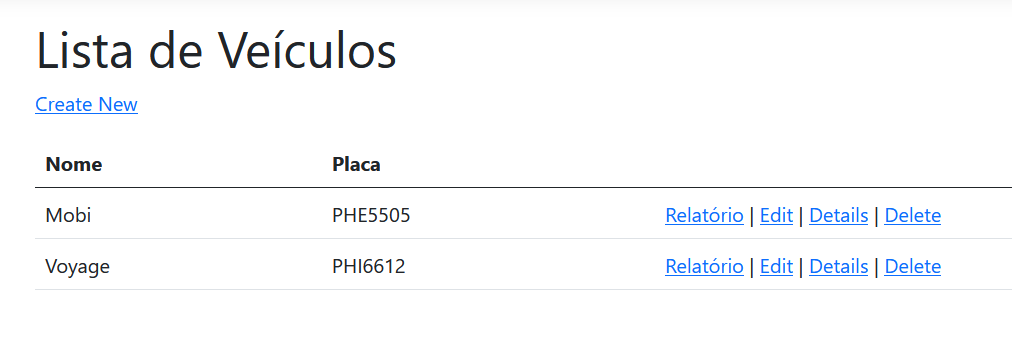 Lista de Veículos
Create New
Nome Placa
Mobi PHE5505 Relatório | Edit | Details | Delete
Voyage PHI6612 Relatório | Edit | Details | Delete